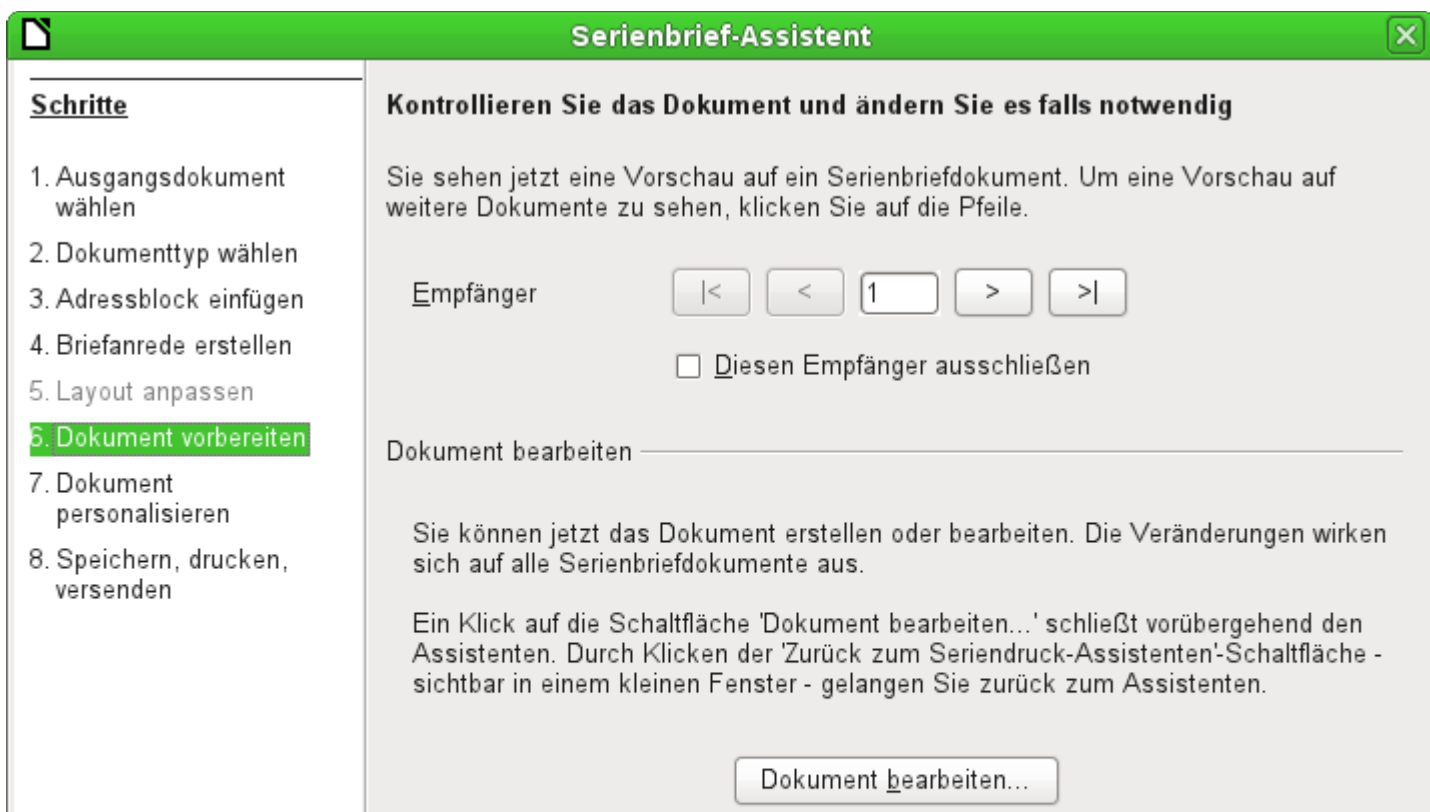 Serienbrief-Assistent
Schritte
1. Ausgangsdokument
wählen
2. Dokumenttyp wählen
3. Adressblock einfügen
4. Briefanrede erstellen
5. Layout anpassen
6. Dokument vorbereiten
7. Dokument
personalisieren
8. Speichern, drucken,
versenden
Kontrollieren Sie das Dokument und ändern Sie es falls notwendig
Sie sehen jetzt eine Vorschau auf ein Serienbriefdokument. Um eine Vorschau auf
weitere Dokumente zu sehen, klicken Sie auf die Pfeile.
Empfänger |< < 1 > >|
Diesen Empfänger ausschließen
Dokument bearbeiten
Sie können jetzt das Dokument erstellen oder bearbeiten. Die Veränderungen wirken
sich auf alle Serienbriefdokumente aus.
Ein Klick auf die Schaltfläche 'Dokument bearbeiten...' schließt vorübergehend den
Assistenten. Durch Klicken der 'Zurück zum Seriendruck-Assistenten'-Schaltfläche -
sichtbar in einem kleinen Fenster - gelangen Sie zurück zum Assistenten.
Dokument bearbeiten...